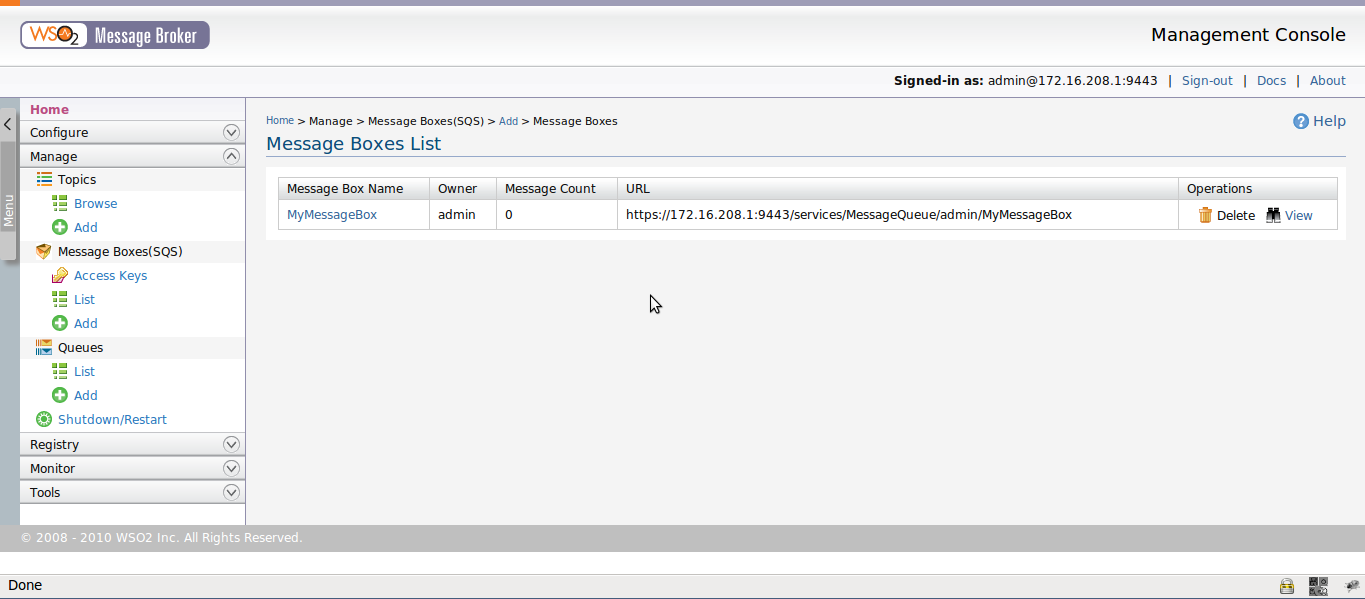 WSO2 Message Broker
Management Console
Signed-in as: admin@172.16.208.1:9443 | Sign-out | Docs | About
Menu
Home
Configure
Manage
Topics
Browse
Add
Message Boxes(SQS)
Access Keys
List
Add
Queues
List
Add
Shutdown/Restart
Registry
Monitor
Tools
Home > Manage > Message Boxes(SQS) > Add > Message Boxes
Help
Message Boxes List
Message Box Name Owner Message Count URL Operations
MyMessageBox admin 0 https://172.16.208.1:9443/services/MessageQueue/admin/MyMessageBox Delete View
© 2008 - 2010 WSO2 Inc. All Rights Reserved.
Done